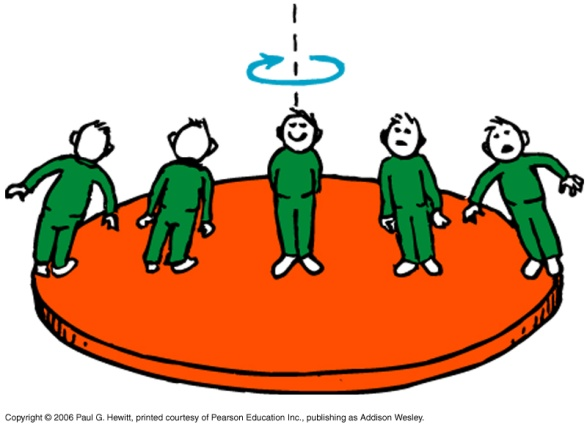 Copyright © 2006 Paul G. Hewitt, printed courtesy of Pearson Education Inc., publishing as Addison Wesley.